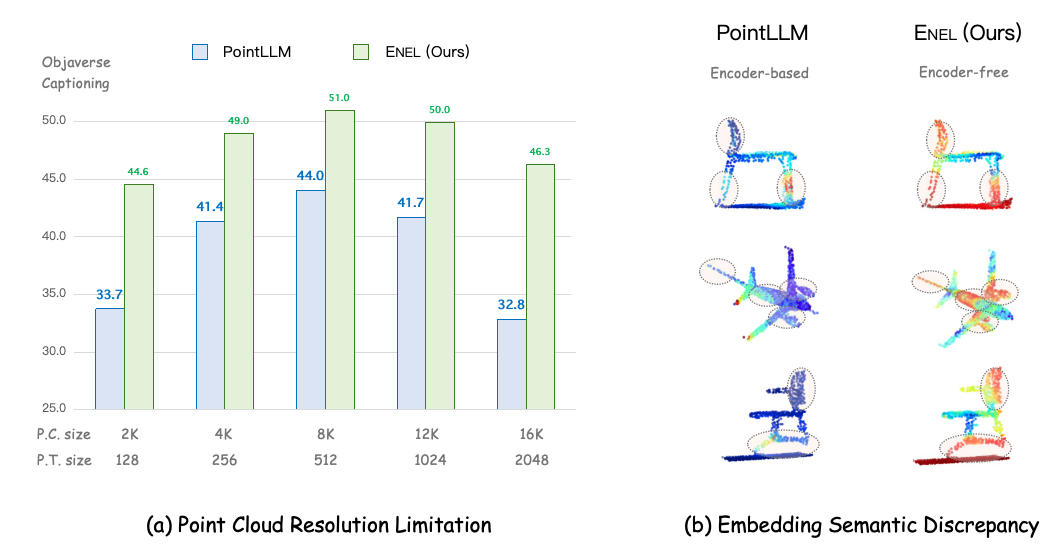 PointLLM
ENEL (Ours)
Objaverse
Captioning
50.0
45.0
40.0
35.0
30.0
25.0
33.7
44.6
41.4
49.0
44.0
51.0
41.7
50.0
32.8
46.3
P.C. size 2K 4K 8K 12K 16K
P.T. size 128 256 512 1024 2048
(a) Point Cloud Resolution Limitation
PointLLM
Encoder-based
ENEL (Ours)
Encoder-free
(b) Embedding Semantic Discrepancy